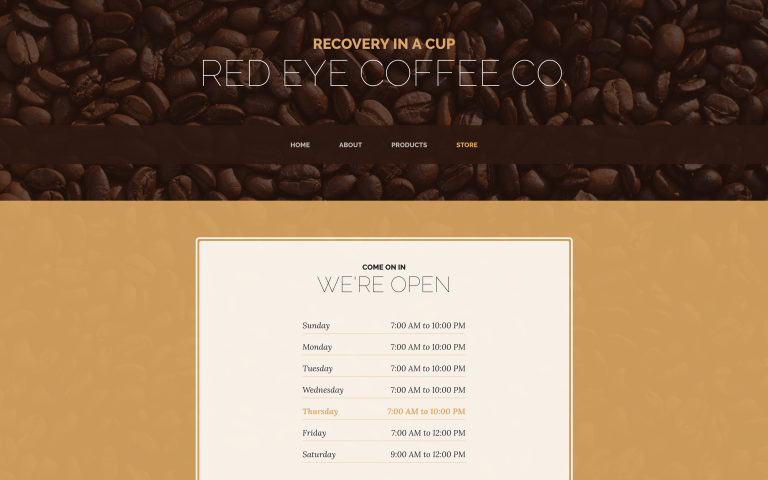 RECOVERY IN A CUP
RED EYE COFFEE CO.
HOME ABOUT PRODUCTS STORE
COME ON IN
WE'RE OPEN
Sunday 7:00 AM to 10:00 PM
Monday 7:00 AM to 10:00 PM
Tuesday 7:00 AM to 10:00 PM
Wednesday 7:00 AM to 10:00 PM
Thursday 7:00 AM to 10:00 PM
Friday 7:00 AM to 12:00 PM
Saturday 9:00 AM to 12:00 PM